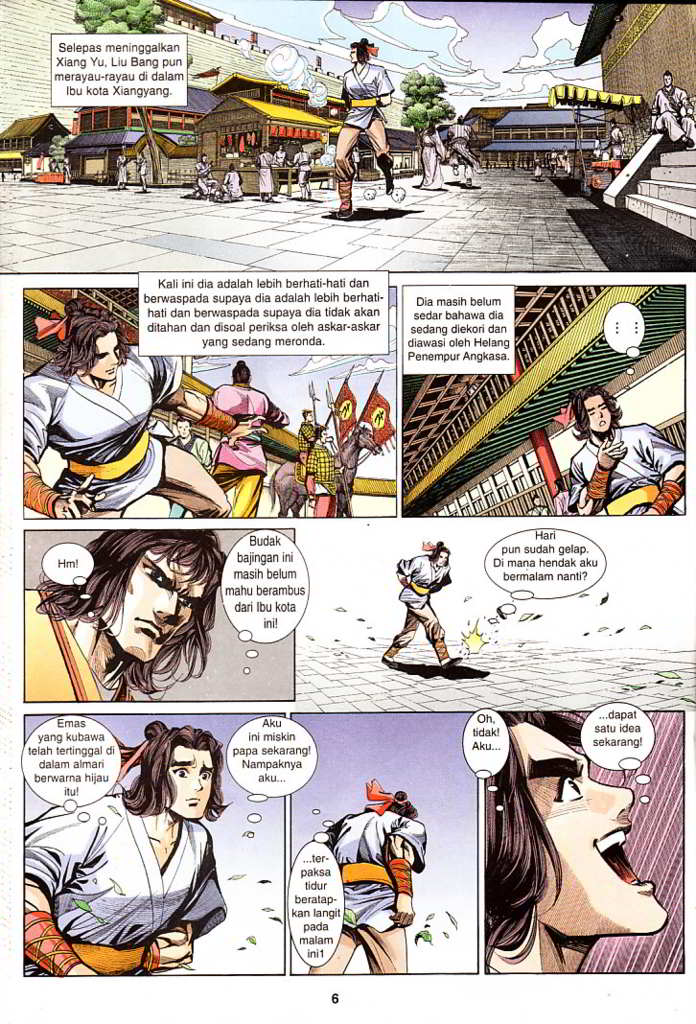 Selepas meninggalkan
Xiang Yu, Liu Bang pun
merayau-rayau di dalam
Ibu kota Xiangyang.
Kali ini dia adalah lebih berhati-hati dan
berwaspada supaya dia adalah lebih berhati-
hati dan berwaspada supaya dia tidak akan
ditahan dan disoal periksa oleh askar-askar
yang sedang meronda.
Dia masih belum
sedar bahawa dia
sedang diekori dan
diawasi oleh Helang
Penempur Angkasa.
Hm!
Budak
bajingan ini
masih belum
mahu berambus
dari Ibu kota
ini!
Hari
pun sudah gelap.
Di mana hendak aku
bermalam nanti?
Emas
yang kubawa
telah tertinggal di
dalam almari
berwarna hijau
itu!
Aku
ini miskin
papa sekarang!
Nampaknya
aku...
...ter-
paksa
tidur
beratap-
kan langit
pada
malam
ini1
Oh,
tidak!
Aku...
...dapat
satu idea
sekarang!
6